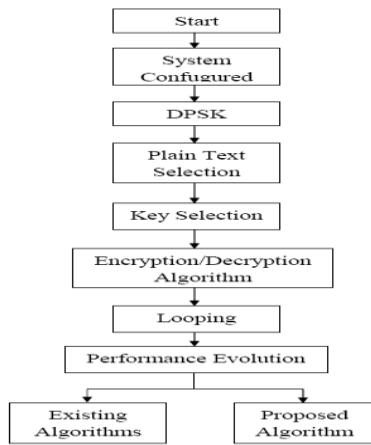 Start
System
Confugured
DPSK
Plain Text
Selection
Key Selection
Encryption/Decryption
Algorithm
Looping
Performance Evolution
Existing
Algorithms
Proposed
Algorithm